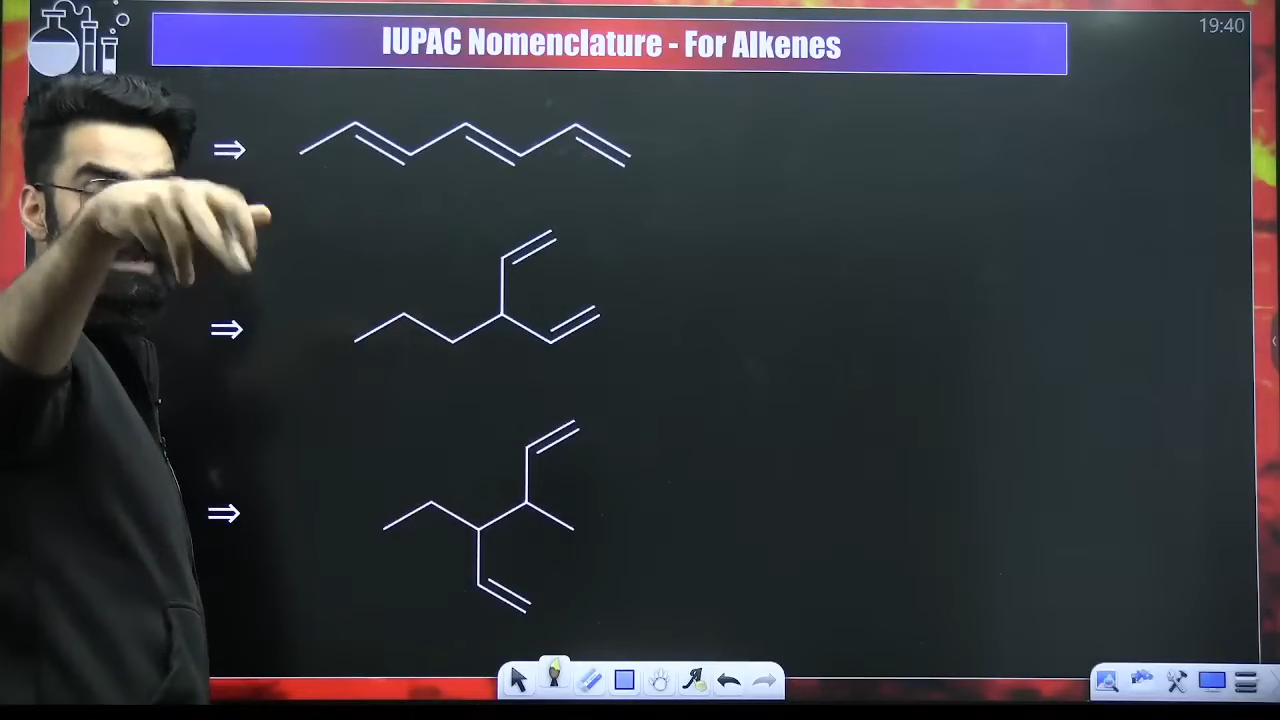 IUPAC Nomenclature - For Alkenes
19:40
⇒
⇒
⇒